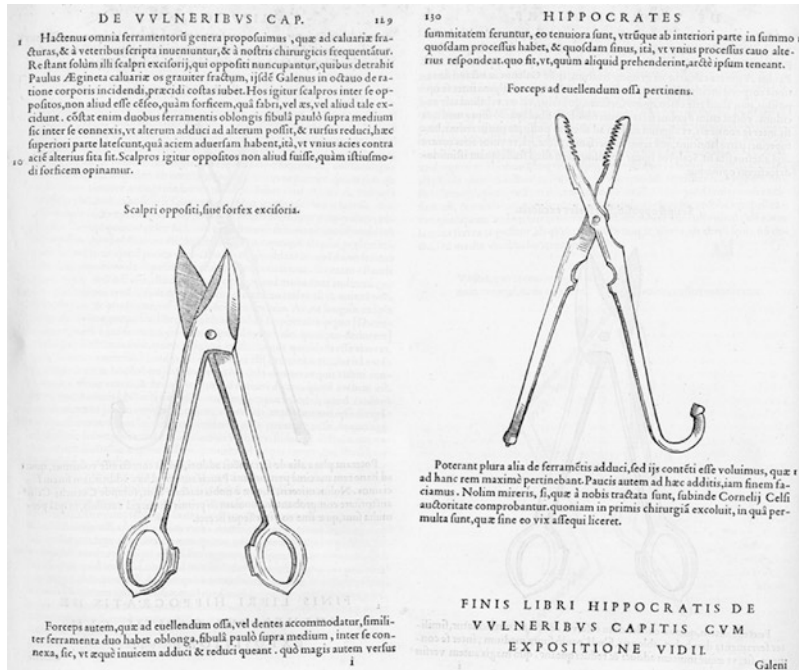 DE VVLNERIBVS CAP. 129
1 Hactenus omnia ferramentorũ genera proposuimus, quæ ad caluariæ fra-
cturas, & à veteribus scripta inueniuntur, & à nostris chirurgicis frequentãtur.
Restant solùm illi scalpri excisorij, qui oppositi nuncupantur, quibus detrahit
Paulus Ægineta caluariæ os grauiter fractum, ijsdẽ Galenus in octauo de ra-
tione corporis incidendi, præcidi costas iubet. Hos igitur scalpros inter se op-
positos, non aliud esse cẽseo, quàm forficem, quã fabri, vel æs, vel aliud tale ex-
cidunt. cõstat enim duobus ferramentis oblongis fibulâ paulò supra medium
sic inter se connexis, vt alterum adduci ad alterum possit, & rursus reduci, hæc
superiori parte latescunt, quâ aciem aduersam habent, ità, vt vnius acies contra
10 aciẽ alterius sita sit. Scalpros igitur oppositos non aliud fuisse, quàm istiusmo-
di forficem opinamur.
Scalpri oppositi, siue forfex excisoria.
Forceps autem, quæ ad euellendum ossa, vel dentes accommodatur, simili-
ter ferramenta duo habet oblonga, fibulâ paulò supra medium, inter se con-
nexa, sic, vt æquè inuicem adduci & reduci queant. quò magis autem versus
i
130 HIPPOCRATES
summitatem feruntur, eo tenuiora sunt, vtrũque ab interiori parte in summo
quosdam processus habet, & quosdam sinus, ità, vt vnius processus cauo alte-
rius respondeat. quo fit, vt, quum aliquid prehenderint, arctè ipsum teneant.
Forceps ad euellendum ossa pertinens.
Poterant plura alia de ferramẽtis adduci, sed ijs contẽti esse voluimus, quæ 1
ad hanc rem maximè pertinebant. Paucis autem ad hæc additis, iam finem fa-
ciamus. Nolim mireris, si, quæ à nobis tractata sunt, subinde Cornelij Celsi
auctoritate comprobantur. quoniam in primis chirurgiã excoluit, in quâ per-
multa sunt, quæ sine eo vix assequi liceret.
FINIS LIBRI HIPPOCRATIS DE
VVLNERIBVS CAPITIS CVM
EXPOSITIONE VIDII.
Galeni